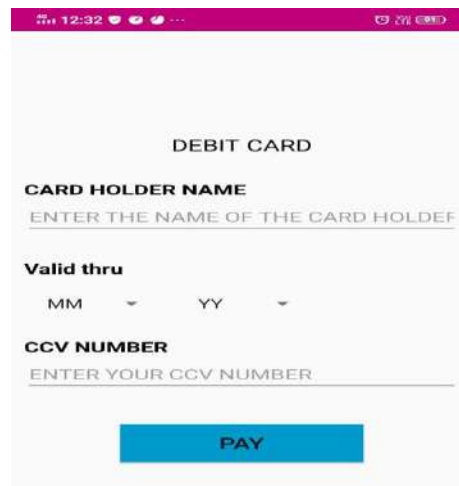 12:32
DEBIT CARD
CARD HOLDER NAME
ENTER THE NAME OF THE CARD HOLDER
Valid thru
MM YY
CCV NUMBER
ENTER YOUR CCV NUMBER
PAY